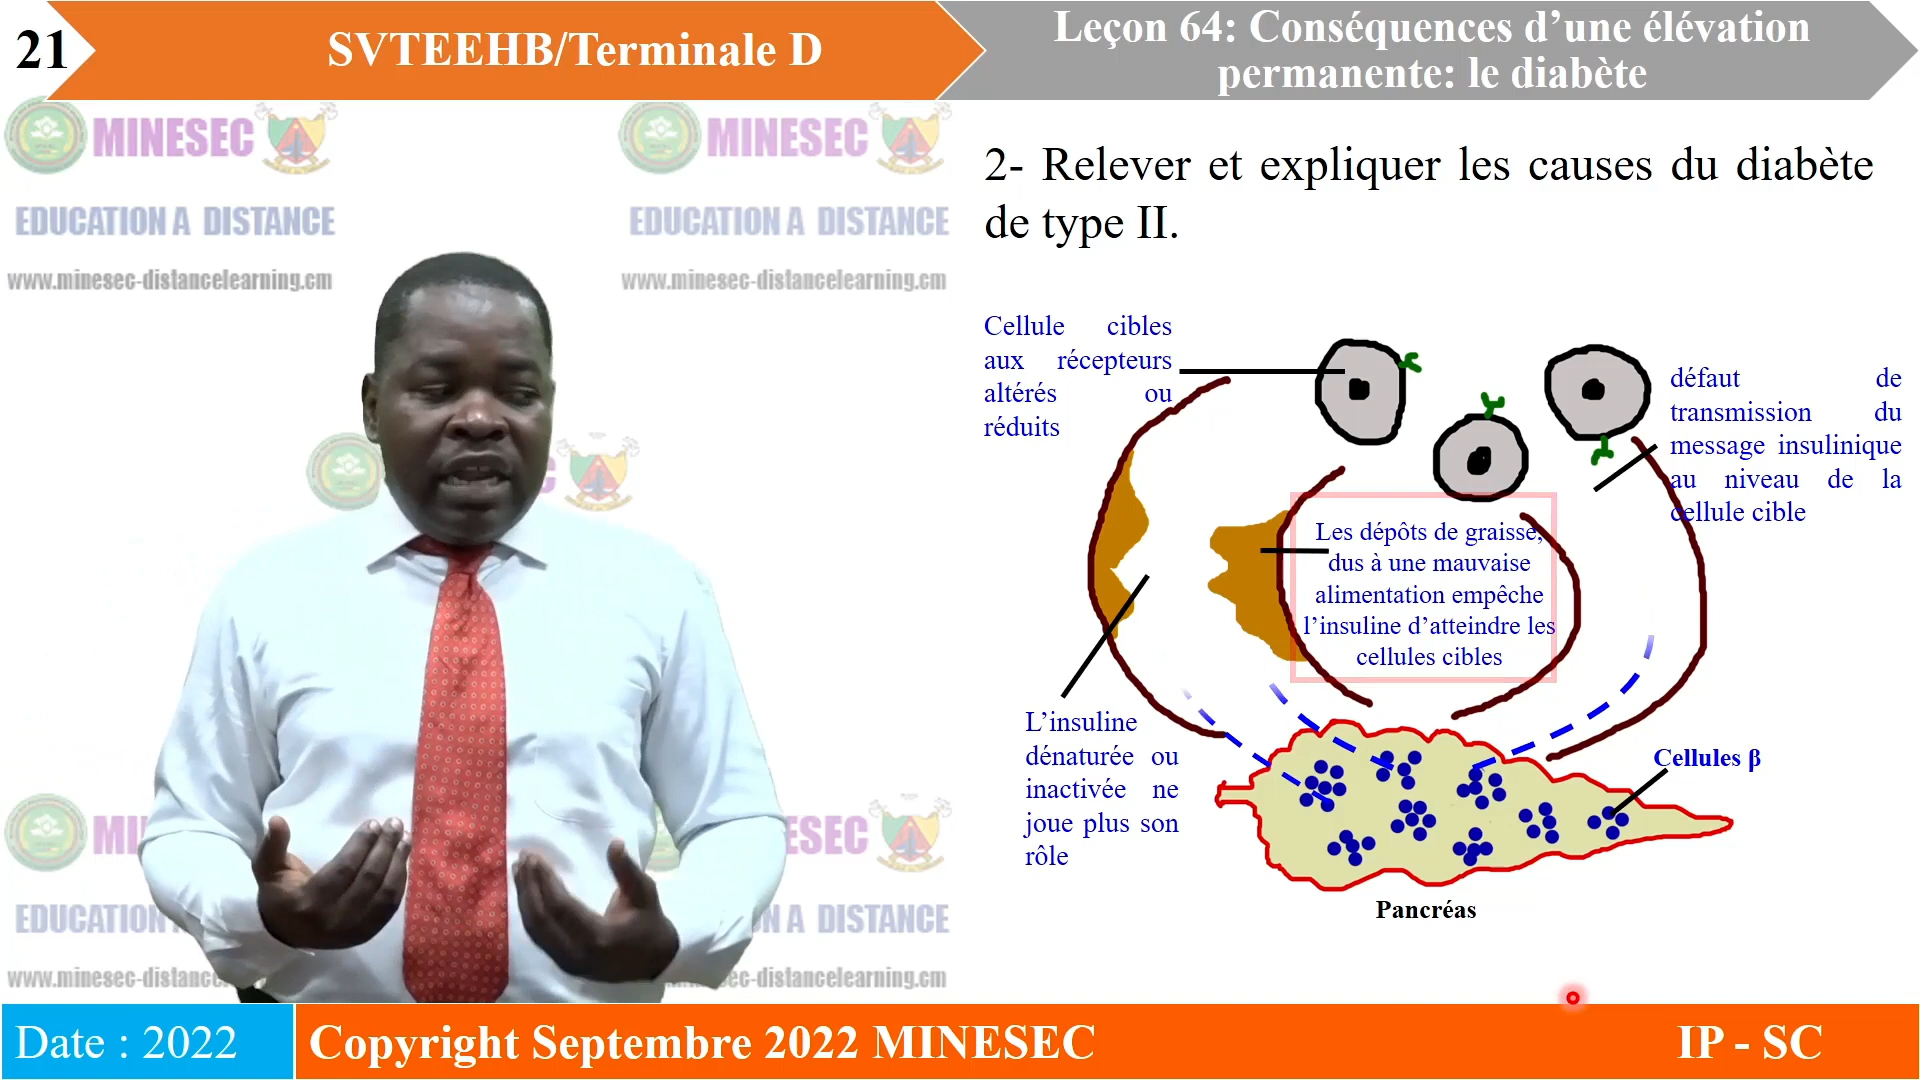 21
SVTEEHB/Terminale D
Leçon 64: Conséquences d’une élévation
permanente: le diabète
MINESEC
EDUCATION A DISTANCE
www.minesec-distancelearning.cm
MINESEC
EDUCATION A DISTANCE
www.minesec-distancelearning.cm
2- Relever et expliquer les causes du diabète
de type II.
Cellule cibles
aux récepteurs
altérés ou
réduits
défaut de
transmission du
message insulinique
au niveau de la
cellule cible
Les dépôts de graisse,
dus à une mauvaise
alimentation empêche
l’insuline d’atteindre les
cellules cibles
L’insuline
dénaturée ou
inactivée ne
joue plus son
rôle
Cellules β
Pancréas
Date : 2022
Copyright Septembre 2022 MINESEC
IP - SC